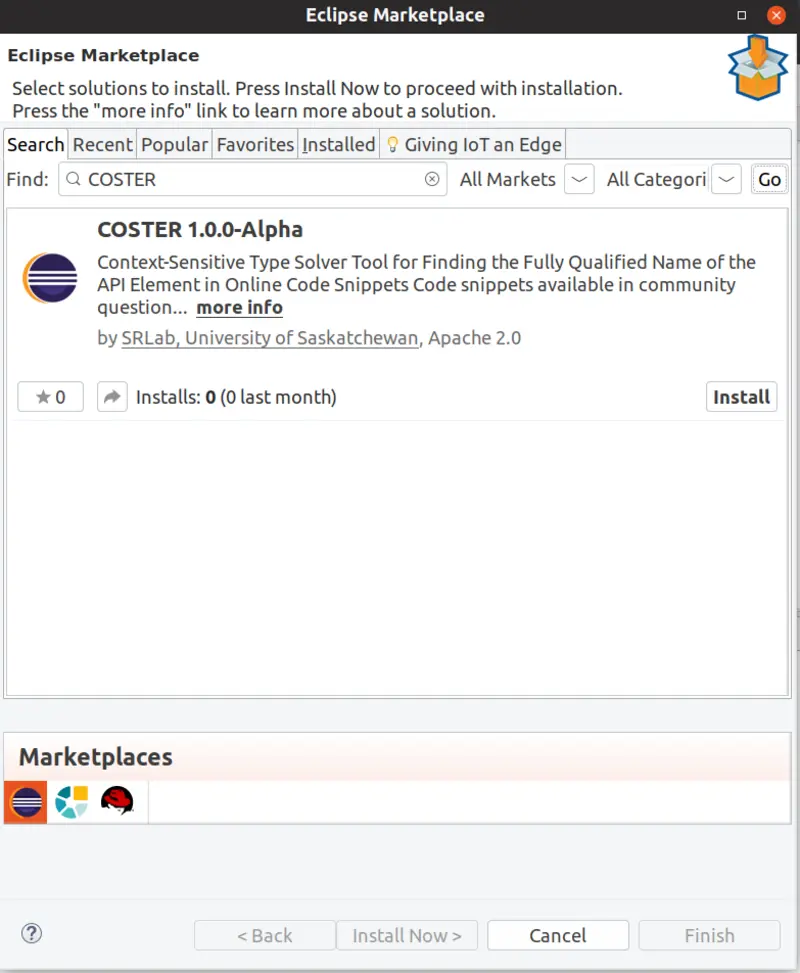 Eclipse Marketplace
Eclipse Marketplace
Select solutions to install. Press Install Now to proceed with installation.
Press the "more info" link to learn more about a solution.
Search Recent Popular Favorites Installed Giving IoT an Edge
Find: COSTER All Markets All Categori Go
COSTER 1.0.0-Alpha
Context-Sensitive Type Solver Tool for Finding the Fully Qualified Name of the
API Element in Online Code Snippets Code snippets available in community
question... more info
by SRLab, University of Saskatchewan, Apache 2.0
★ 0 Installs: 0 (0 last month) Install
Marketplaces
? < Back Install Now > Cancel Finish